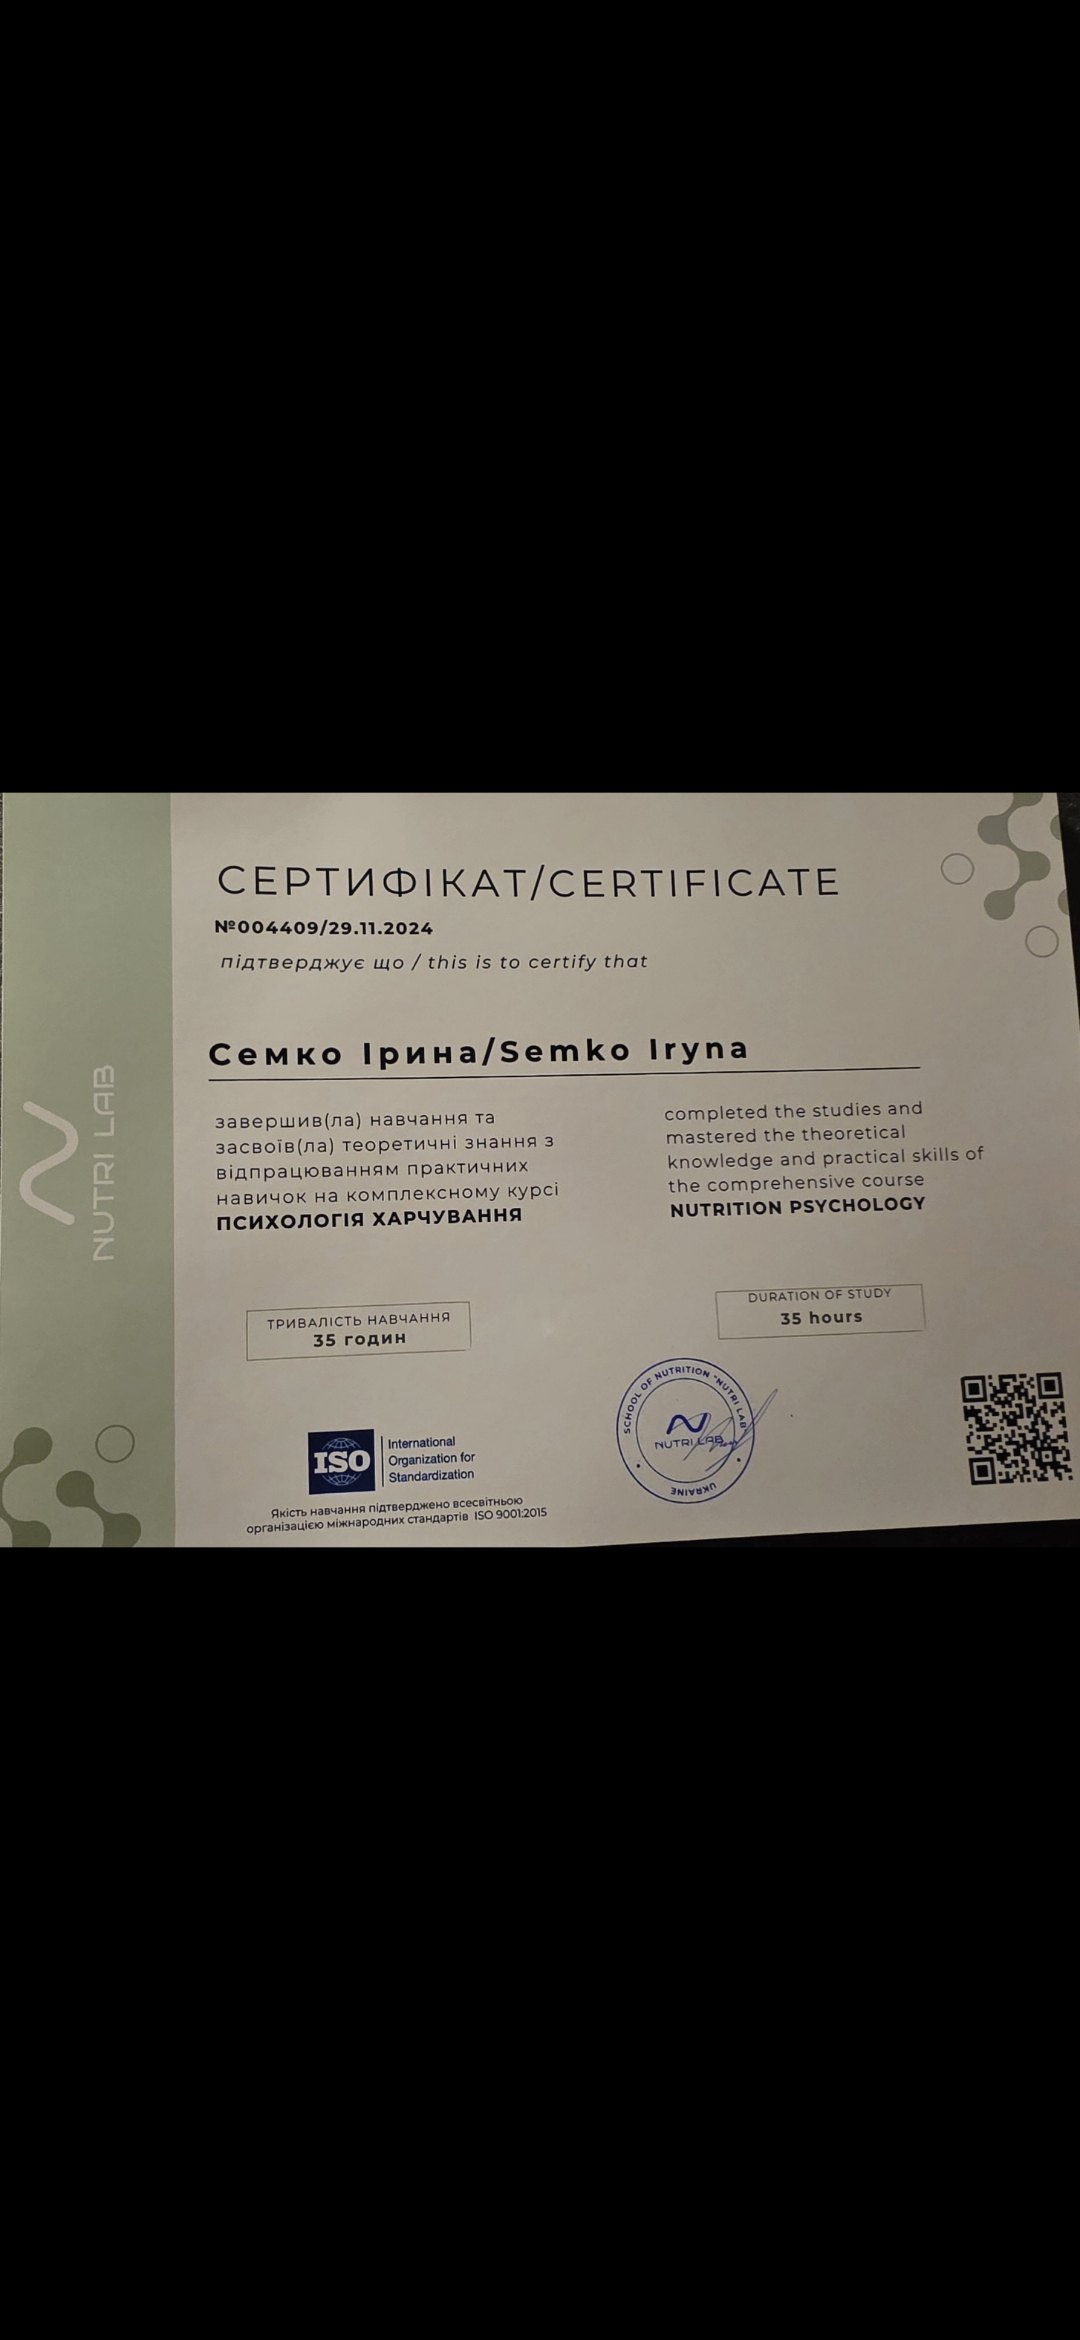 СЕРТИФІКАТ/CERTIFICATE
№004409/29.11.2024
підтверджує що / this is to certify that
Семко Ірина/Semko Iryna
завершив(ла) навчання та
засвоїв(ла) теоретичні знання з
відпрацюванням практичних
навичок на комплексному курсі
ПСИХОЛОГІЯ ХАРЧУВАННЯ
completed the studies and
mastered the theoretical
knowledge and practical skills of
the comprehensive course
NUTRITION PSYCHOLOGY
ТРИВАЛІСТЬ НАВЧАННЯ
35 годин
DURATION OF STUDY
35 hours
NUTRI LAB
ISO
International
Organization for
Standardization
Якість навчання підтверджено всесвітньою
організацією міжнародних стандартів ISO 9001:2015
SCHOOL OF NUTRITION "NUTRI LAB"
NUTRI LAB
UKRAINE